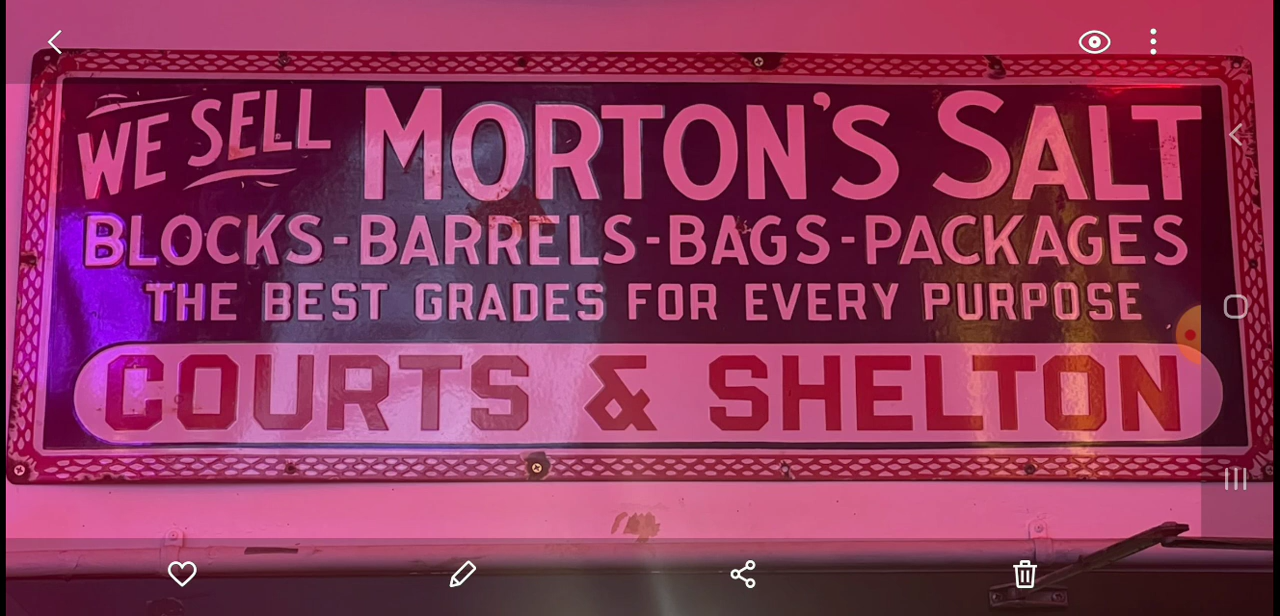 WE SELL MORTON'S SALT
BLOCKS-BARRELS-BAGS-PACKAGES
THE BEST GRADES FOR EVERY PURPOSE
COURTS & SHELTON